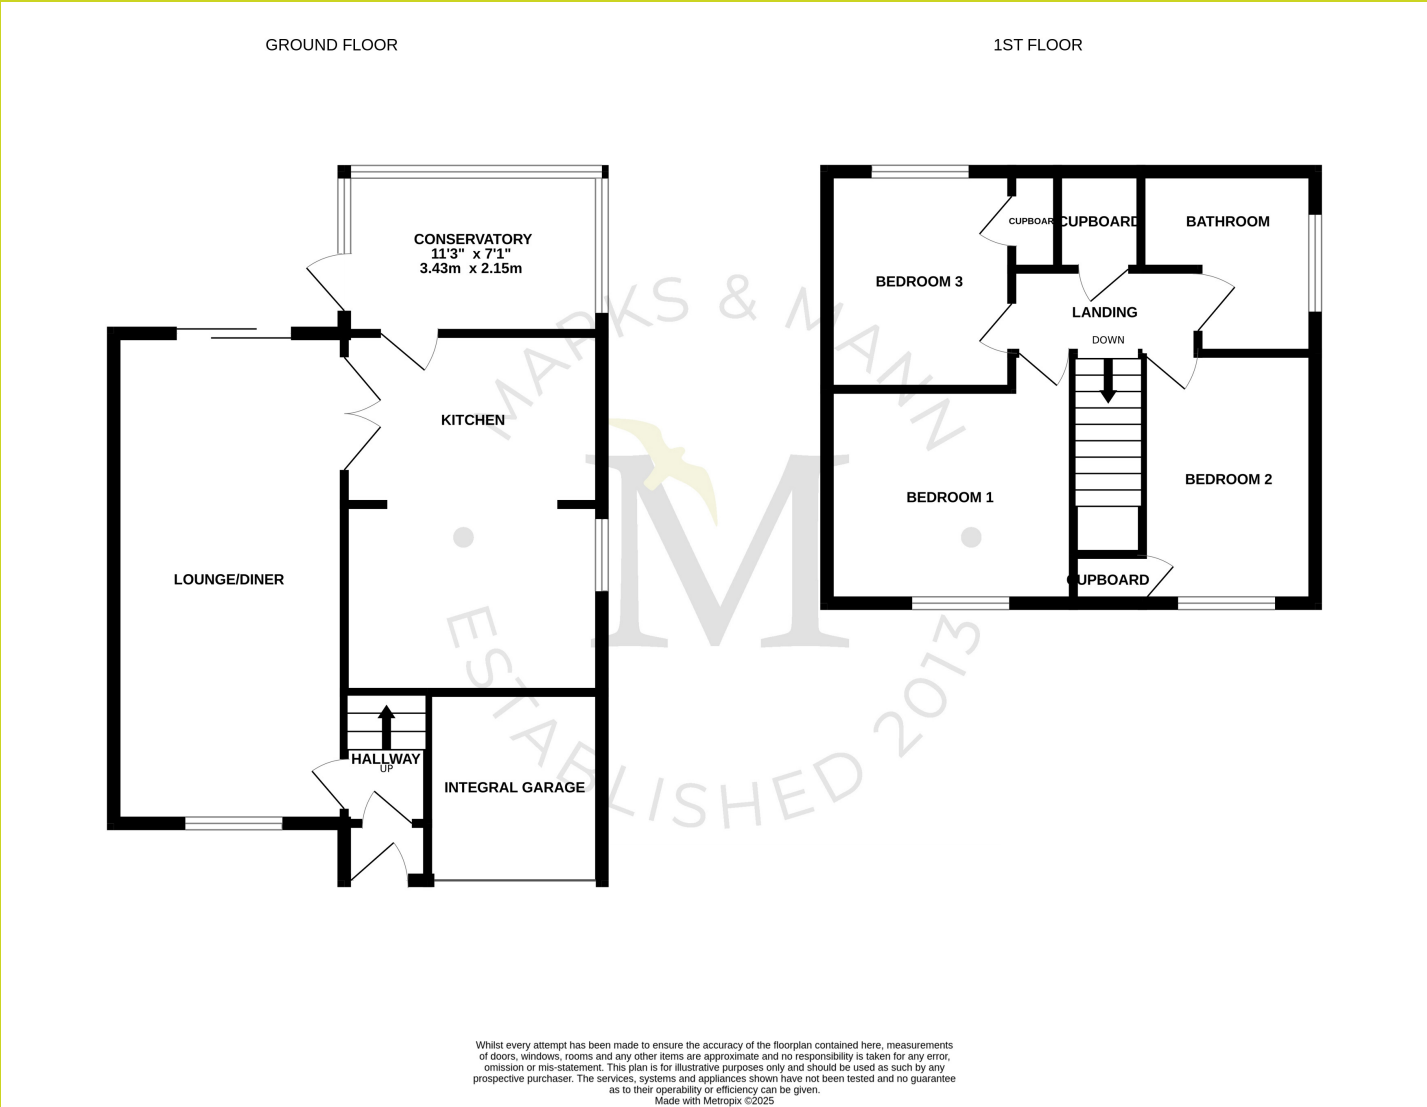 GROUND FLOOR
1ST FLOOR
CONSERVATORY
11'3" x 7'1"
3.43m x 2.15m
KITCHEN
LOUNGE/DINER
HALLWAY
UP
INTEGRAL GARAGE
BEDROOM 3
CUPBOAR
CUPBOARD
BATHROOM
LANDING
DOWN
BEDROOM 1
BEDROOM 2
CUPBOARD
MARKS & MANN
M
ESTABLISHED 2013
Whilst every attempt has been made to ensure the accuracy of the floorplan contained here, measurements
of doors, windows, rooms and any other items are approximate and no responsibility is taken for any error,
omission or mis-statement. This plan is for illustrative purposes only and should be used as such by any
prospective purchaser. The services, systems and appliances shown have not been tested and no guarantee
as to their operability or efficiency can be given.
Made with Metropix ©2025